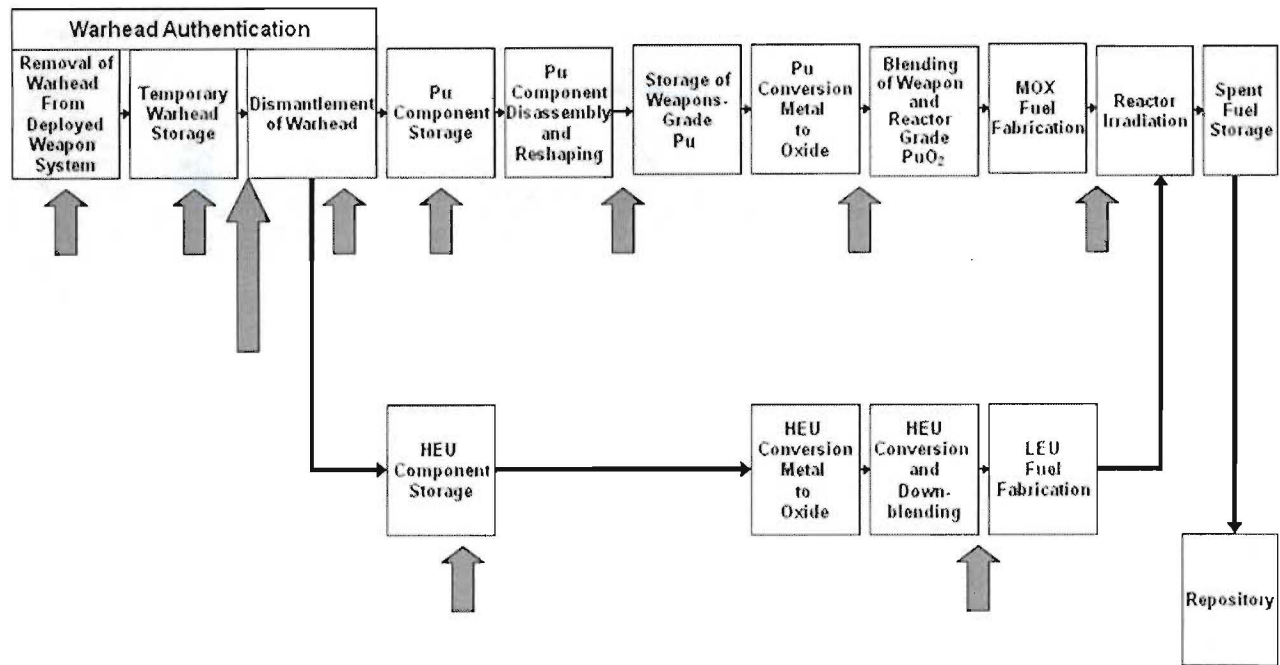 Warhead Authentication
Removal of
Warhead
From
Deployed
Weapon
System
Temporary
Warhead
Storage
Dismantlement
of Warhead
Pu
Component
Storage
Pu
Component
Disassembly
and
Reshaping
Storage of
Weapons-
Grade
Pu
Pu
Conversion
Metal
to
Oxide
Blending
of Weapon
and
Reactor
Grade
PuO₂
MOX
Fuel
Fabrication
Reactor
Irradiation
Spent
Fuel
Storage
HEU
Component
Storage
HEU
Conversion
Metal
to
Oxide
HEU
Conversion
and
Down-
blending
LEU
Fuel
Fabrication
Repository